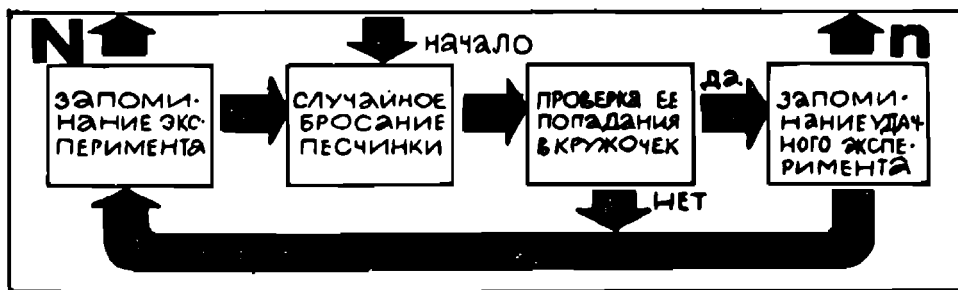 N
начало
n
ЗАПОМИ-
НАНИЕ ЭКС-
ПЕРИМЕНТА
СЛУЧАЙНОЕ
БРОСАНИЕ
ПЕСЧИНКИ
ПРОВЕРКА ЕЕ
ПОПАДАНИЯ
В КРУЖОЧЕК
да
ЗАПОМИ-
НАНИЕ УДАЧ
НОГО ЭКСПЕ-
РИМЕНТА
НЕТ